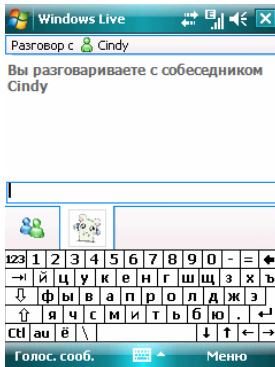 Windows Live
Разговор с Cindy
Вы разговариваете с собеседником
Cindy
123 1 2 3 4 5 6 7 8 9 0 - =
й ц у к е н г ш щ з х ъ
ф ы в а п р о л д ж э
я ч с м и т ь б ю .
Ctl au ё \
Голос. сооб. Меню